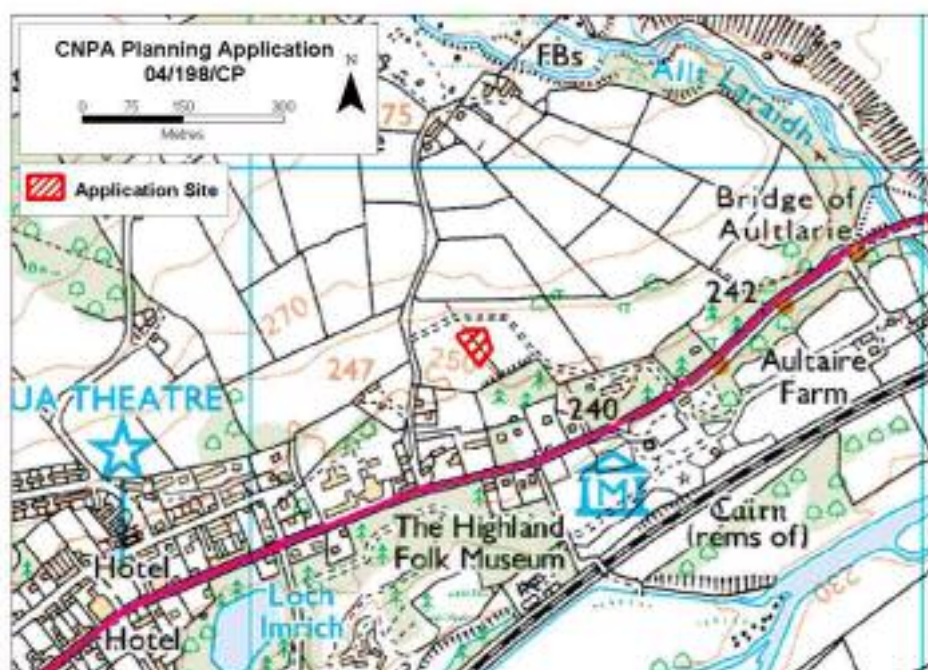 CNPA Planning Application
04/198/CP
N
0 75 150 300
Metres
Application Site
FBs
Allt Laraidh
75
Bridge of
Aultlarie
270
242
247
250
Aultaire
Farm
UA THEATRE
240
M
The Highland
Folk Museum
Cairn
(rems of)
Hotel
Loch
Imrich
230
Hotel